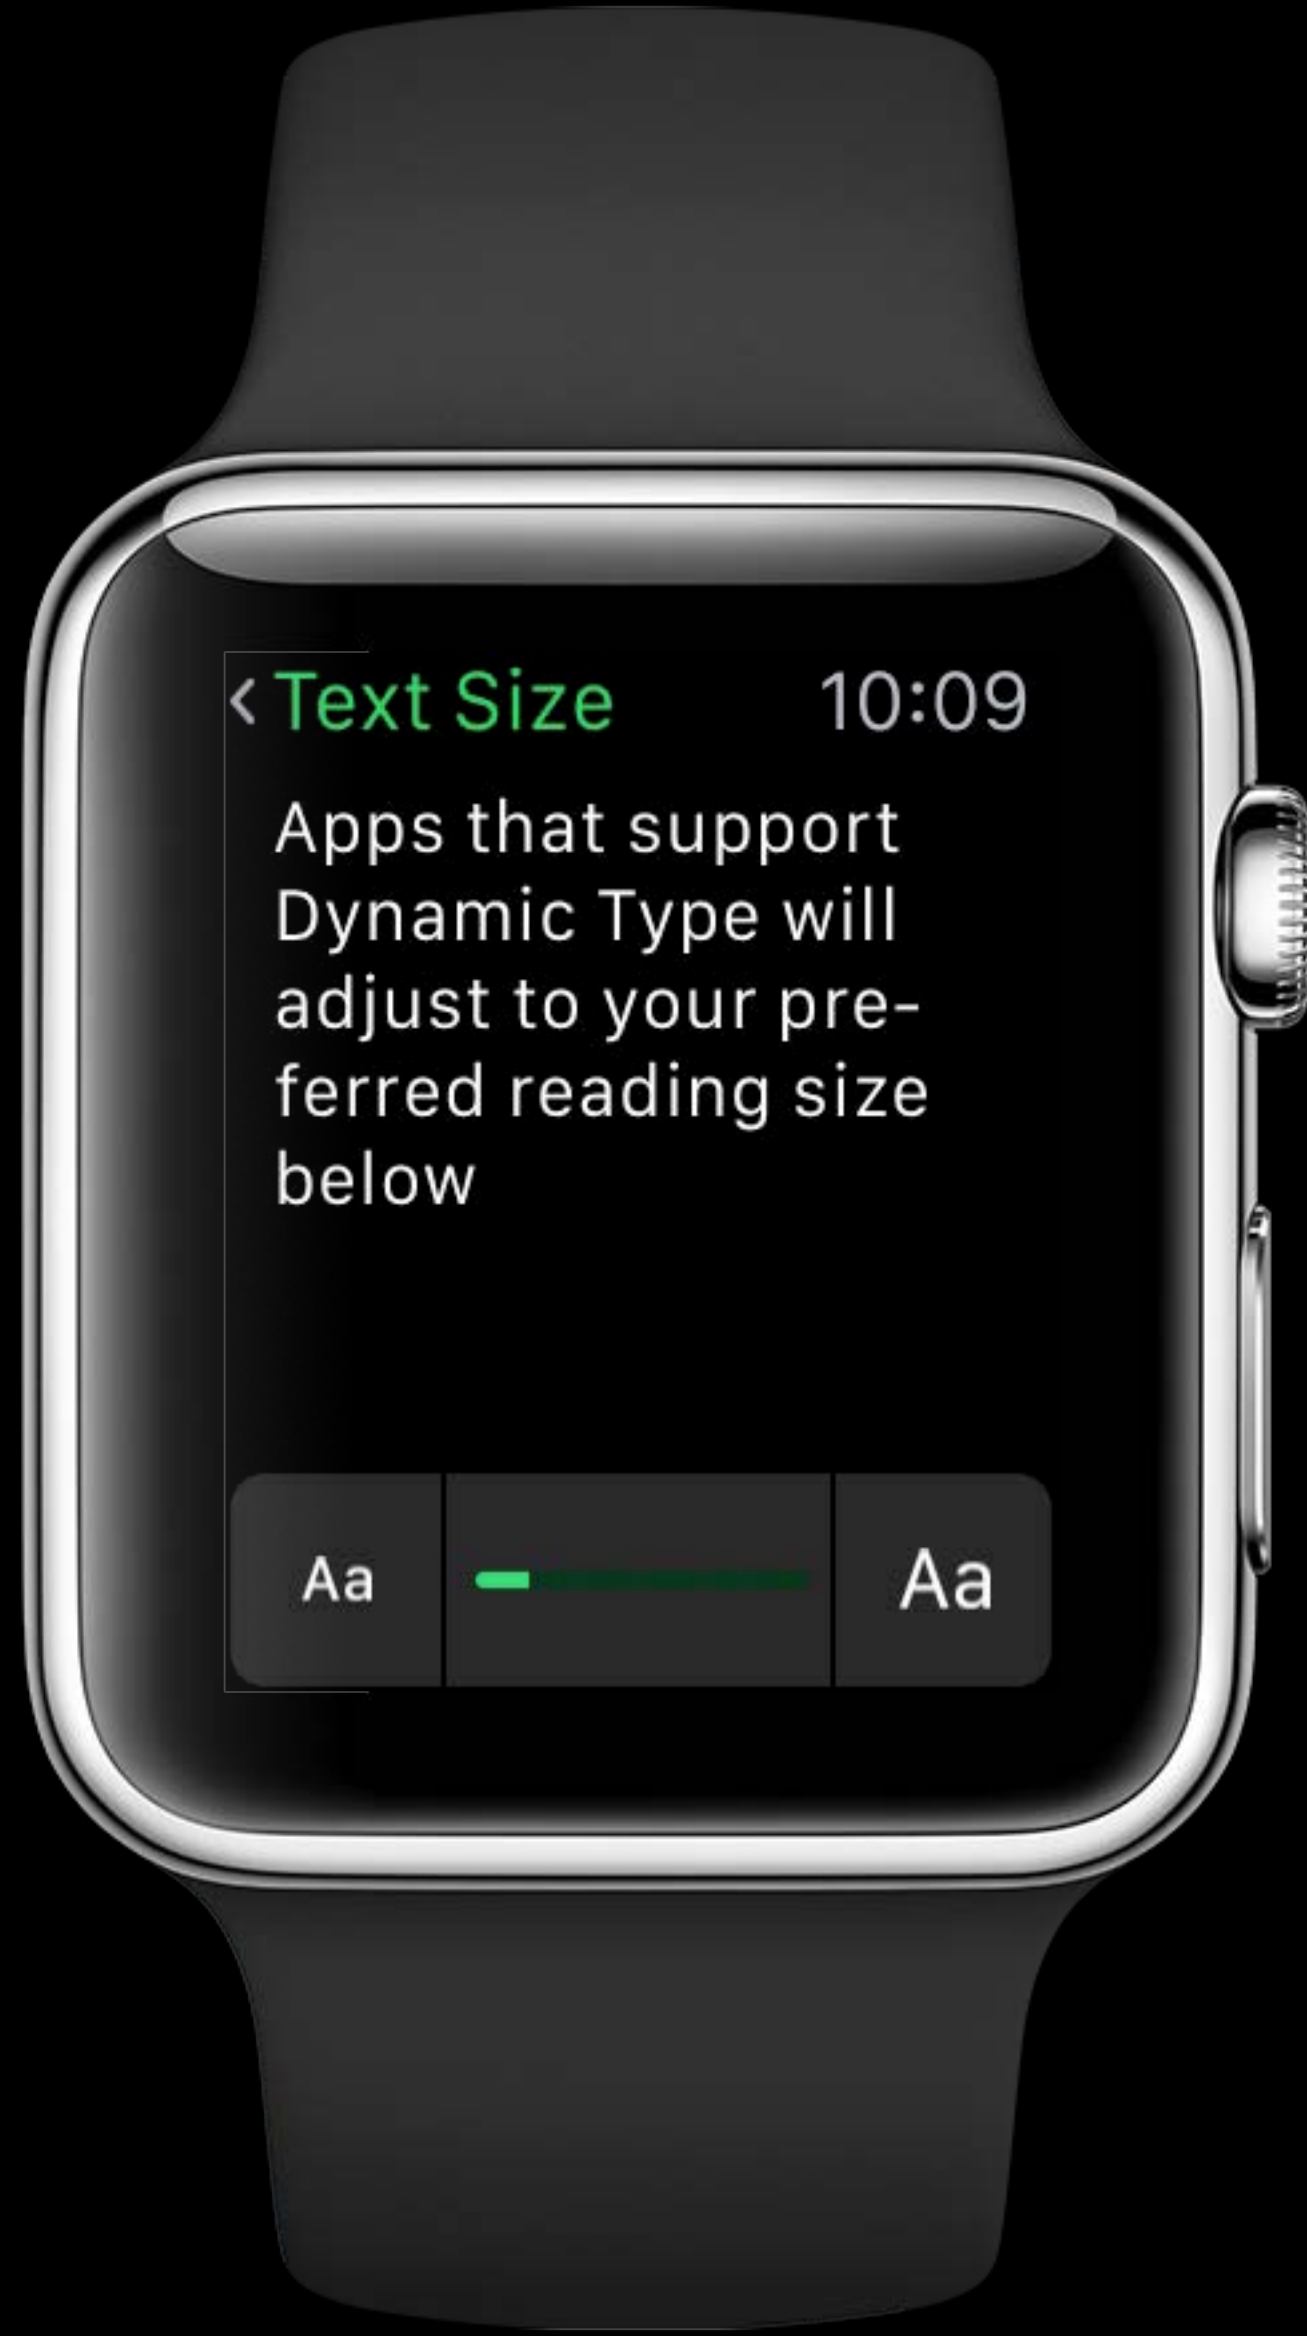 < Text Size 10:09
Apps that support
Dynamic Type will
adjust to your pre-
ferred reading size
below
Aa Aa